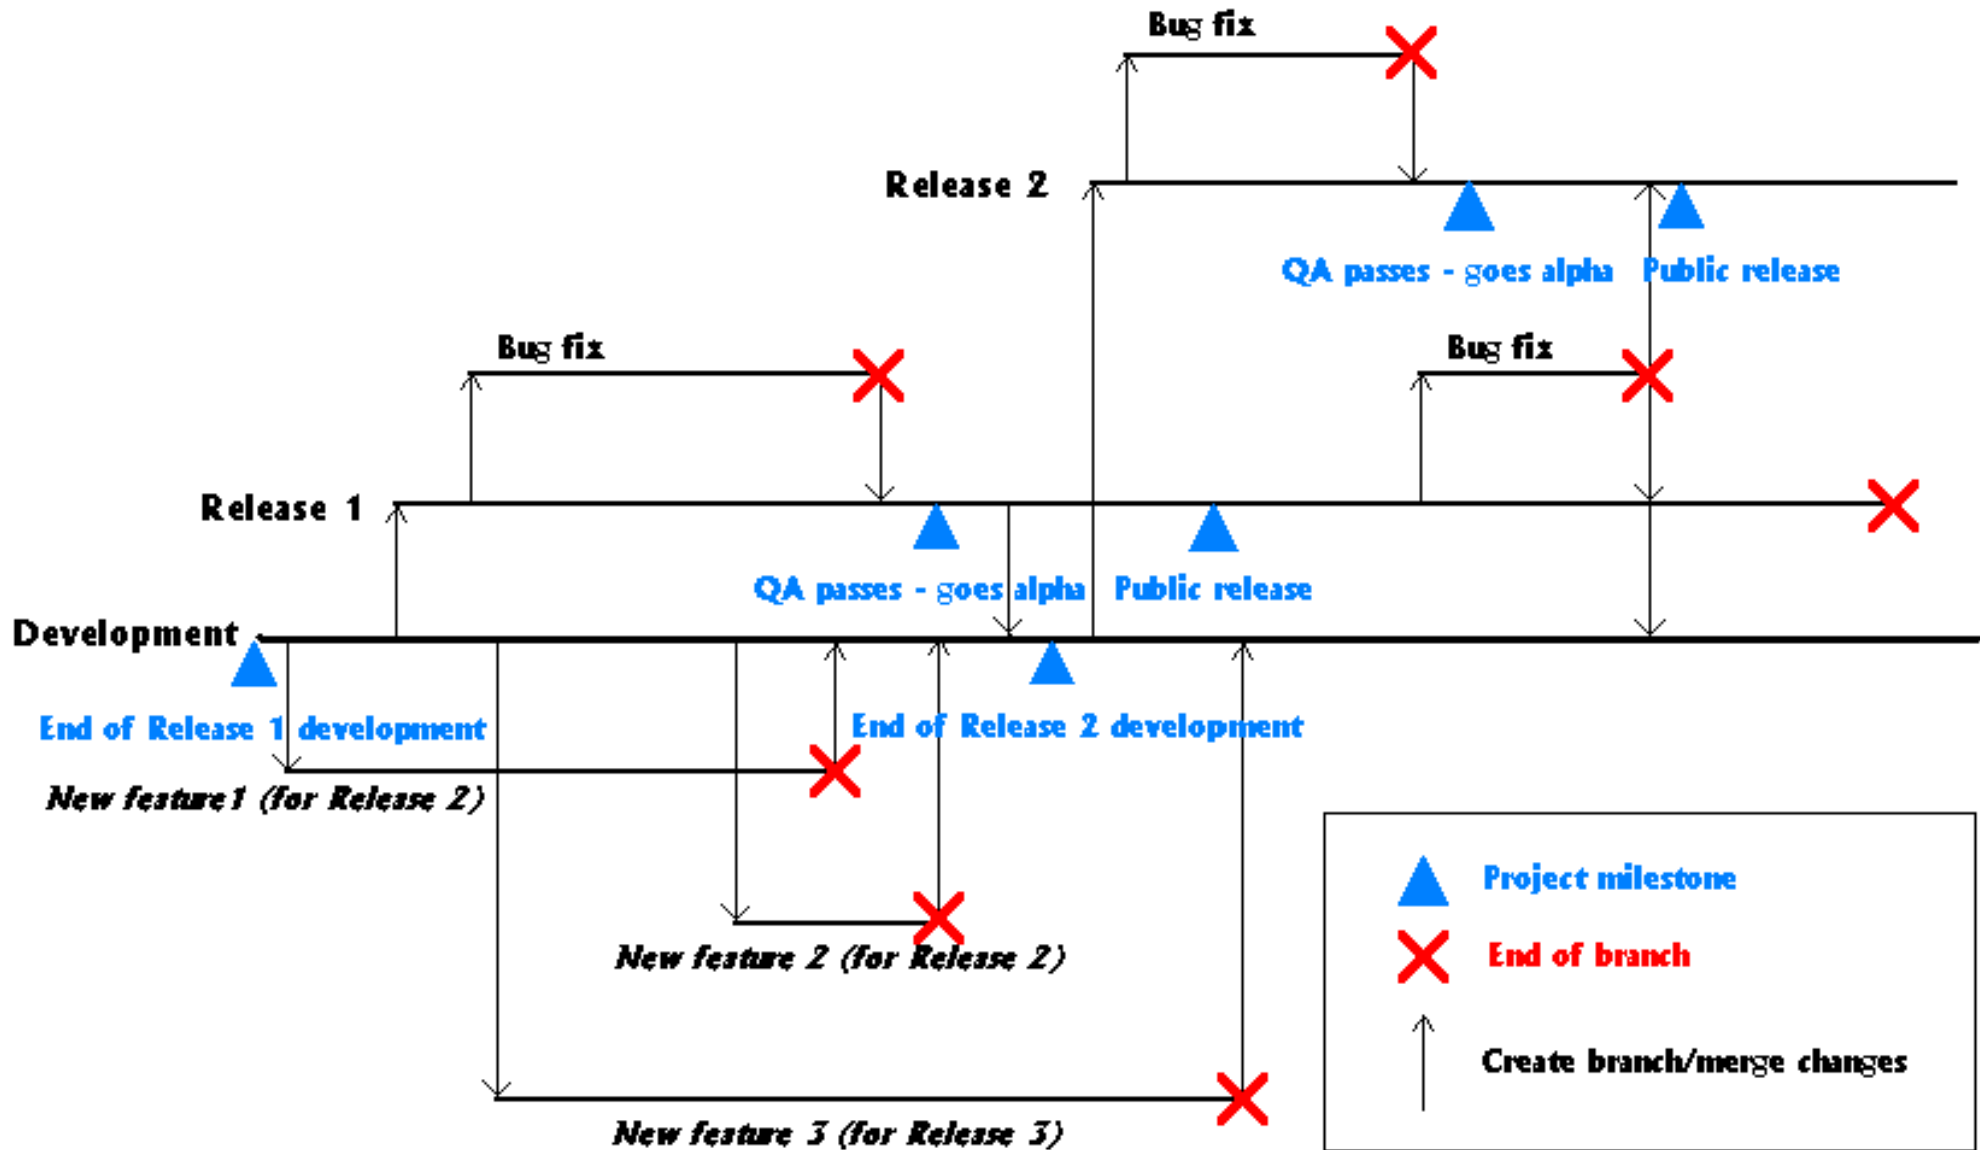 Bug fix
Release 2
QA passes - goes alpha
Public release
Bug fix
Bug fix
Release 1
QA passes - goes alpha
Public release
Development
End of Release 1 development
End of Release 2 development
New feature1 (for Release 2)
New feature 2 (for Release 2)
New feature 3 (for Release 3)
Project milestone
End of branch
Create branch/merge changes